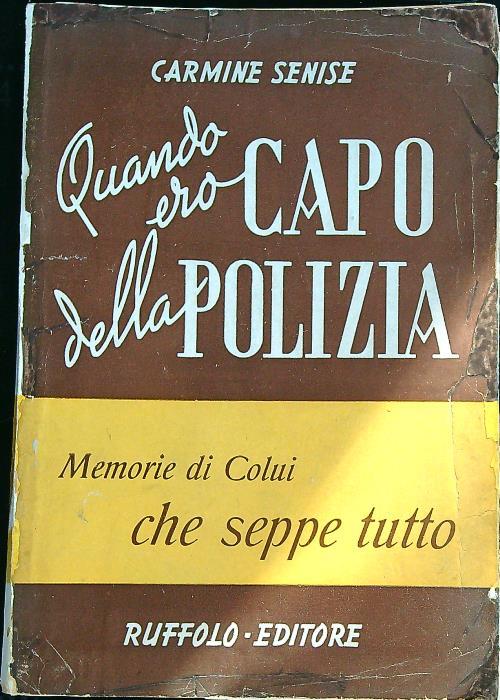 CARMINE SENISE
Quando
ero CAPO
della POLIZIA
Memorie di Colui
che seppe tutto
RUFFOLO - EDITORE